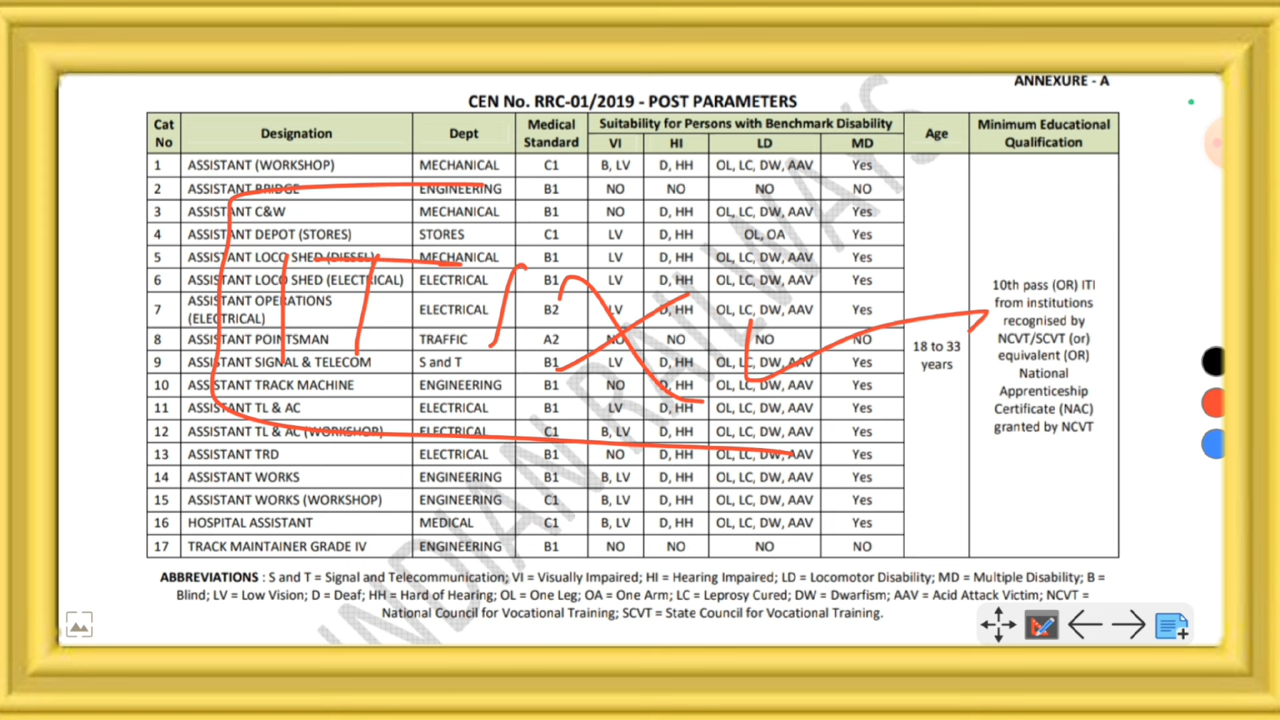 ANNEXURE - A
CEN No. RRC-01/2019 - POST PARAMETERS
Cat No Designation Dept Medical Standard Suitability for Persons with Benchmark Disability Age Minimum Educational Qualification
VI HI LD MD
1 ASSISTANT (WORKSHOP) MECHANICAL C1 B, LV D, HH OL, LC, DW, AAV Yes
2 ASSISTANT BRIDGE ENGINEERING B1 NO NO NO NO
3 ASSISTANT C&W MECHANICAL B1 NO D, HH OL, LC, DW, AAV Yes
4 ASSISTANT DEPOT (STORES) STORES C1 LV D, HH OL, OA Yes
5 ASSISTANT LOCO SHED (DIESEL) MECHANICAL B1 LV D, HH OL, LC, DW, AAV Yes
6 ASSISTANT LOCO SHED (ELECTRICAL) ELECTRICAL B1 LV D, HH OL, LC, DW, AAV Yes
7 ASSISTANT OPERATIONS (ELECTRICAL) ELECTRICAL B2 LV D, HH OL, LC, DW, AAV Yes
8 ASSISTANT POINTSMAN TRAFFIC A2 NO NO NO NO
9 ASSISTANT SIGNAL & TELECOM S and T B1 LV D, HH OL, LC, DW, AAV Yes
10 ASSISTANT TRACK MACHINE ENGINEERING B1 NO D, HH OL, LC, DW, AAV Yes
11 ASSISTANT TL & AC ELECTRICAL B1 LV D, HH OL, LC, DW, AAV Yes
12 ASSISTANT TL & AC (WORKSHOP) ELECTRICAL C1 B, LV D, HH OL, LC, DW, AAV Yes
13 ASSISTANT TRD ELECTRICAL B1 NO D, HH OL, LC, DW, AAV Yes
14 ASSISTANT WORKS ENGINEERING B1 B, LV D, HH OL, LC, DW, AAV Yes
15 ASSISTANT WORKS (WORKSHOP) ENGINEERING C1 B, LV D, HH OL, LC, DW, AAV Yes
16 HOSPITAL ASSISTANT MEDICAL C1 B, LV D, HH OL, LC, DW, AAV Yes
17 TRACK MAINTAINER GRADE IV ENGINEERING B1 NO NO NO NO
18 to 33
years
10th pass (OR) ITI
from institutions
recognised by
NCVT/SCVT (or)
equivalent (OR)
National
Apprenticeship
Certificate (NAC)
granted by NCVT
ABBREVIATIONS : S and T = Signal and Telecommunication; VI = Visually Impaired; HI = Hearing Impaired; LD = Locomotor Disability; MD = Multiple Disability; B =
Blind; LV = Low Vision; D = Deaf; HH = Hard of Hearing; OL = One Leg; OA = One Arm; LC = Leprosy Cured; DW = Dwarfism; AAV = Acid Attack Victim; NCVT =
National Council for Vocational Training; SCVT = State Council for Vocational Training.
INDIAN RAILWAYS